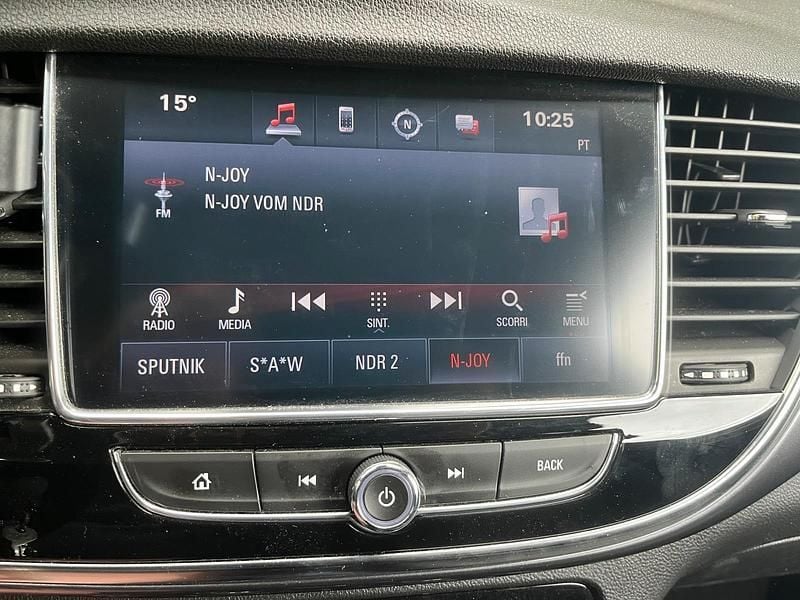 15°
N
10:25
PT
N-JOY
N-JOY VOM NDR
FM
RADIO
MEDIA
SINT.
SCORRI
MENU
SPUTNIK
S*A*W
NDR 2
N-JOY
ffn
BACK